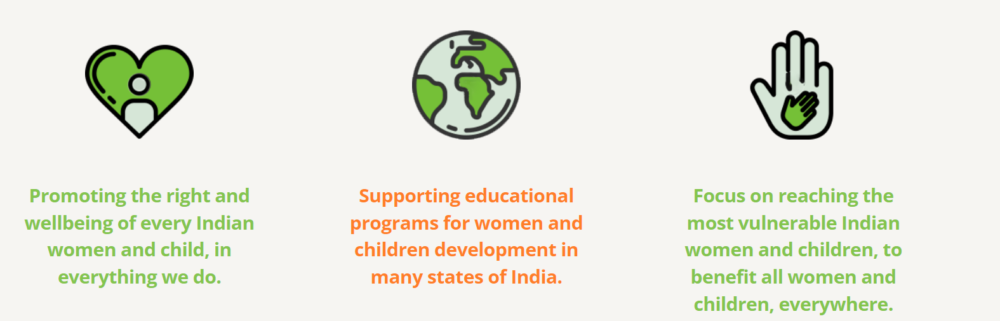 Promoting the right and
wellbeing of every Indian
women and child, in
everything we do.
Supporting educational
programs for women and
children development in
many states of India.
Focus on reaching the
most vulnerable Indian
women and children, to
benefit all women and
children, everywhere.